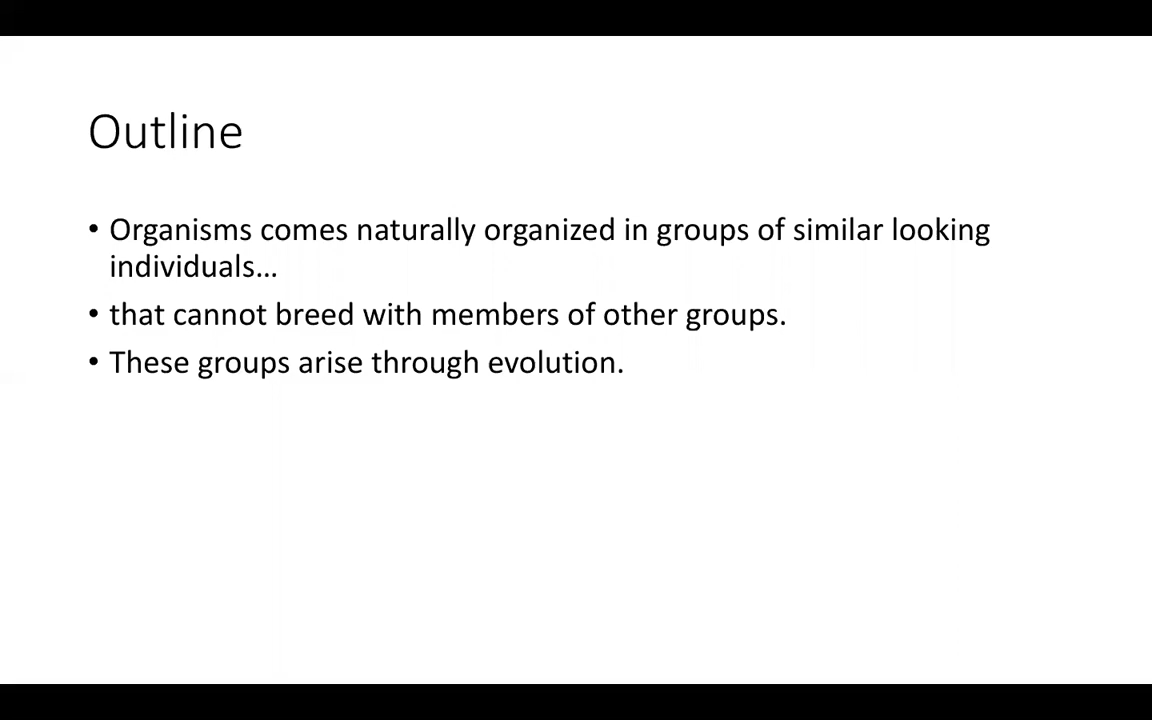 Outline
• Organisms comes naturally organized in groups of similar looking
individuals…
• that cannot breed with members of other groups.
• These groups arise through evolution.